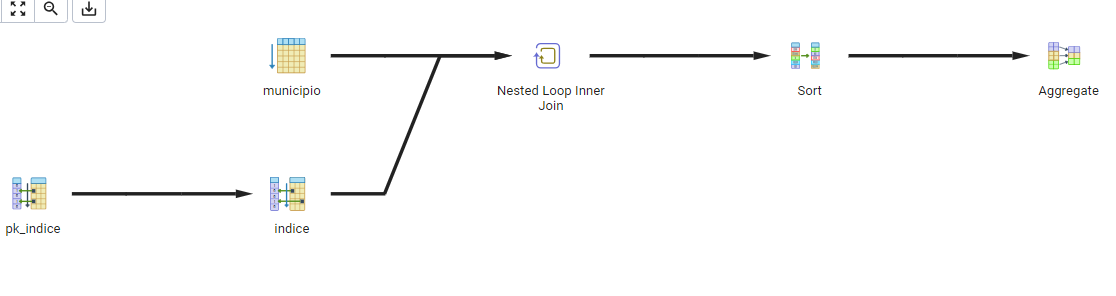 municipio
Nested Loop Inner
Join
Sort
Aggregate
pk_indice
indice